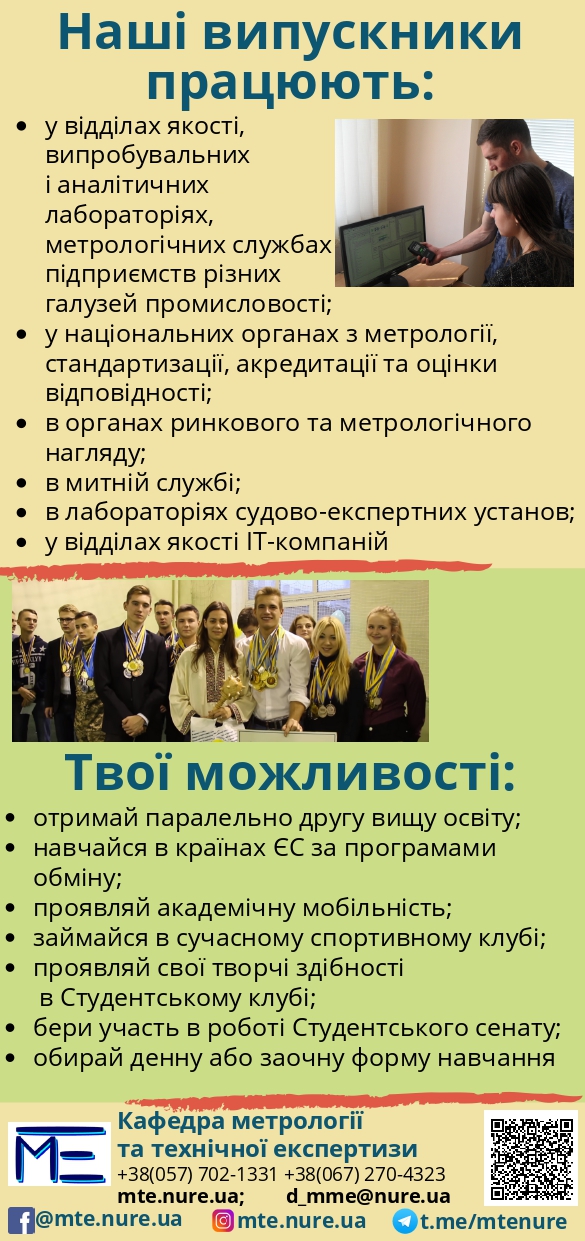 Наші випускники
працюють:
• у відділах якості,
випробувальних
і аналітичних
лабораторіях,
метрологічних службах
підприємств різних
галузей промисловості;
• у національних органах з метрології,
стандартизації, акредитації та оцінки
відповідності;
• в органах ринкового та метрологічного
нагляду;
• в митній службі;
• в лабораторіях судово-експертних установ;
• у відділах якості ІТ-компаній
Твої можливості:
• отримай паралельно другу вищу освіту;
• навчайся в країнах ЄС за програмами
обміну;
• проявляй академічну мобільність;
• займайся в сучасному спортивному клубі;
• проявляй свої творчі здібності
в Студентському клубі;
• бери участь в роботі Студентського сенату;
• обирай денну або заочну форму навчання
МЕ
Кафедра метрології
та технічної експертизи
+38(057) 702-1331 +38(067) 270-4323
mte.nure.ua; d_mme@nure.ua
@mte.nure.ua mte.nure.ua t.me/mtenure